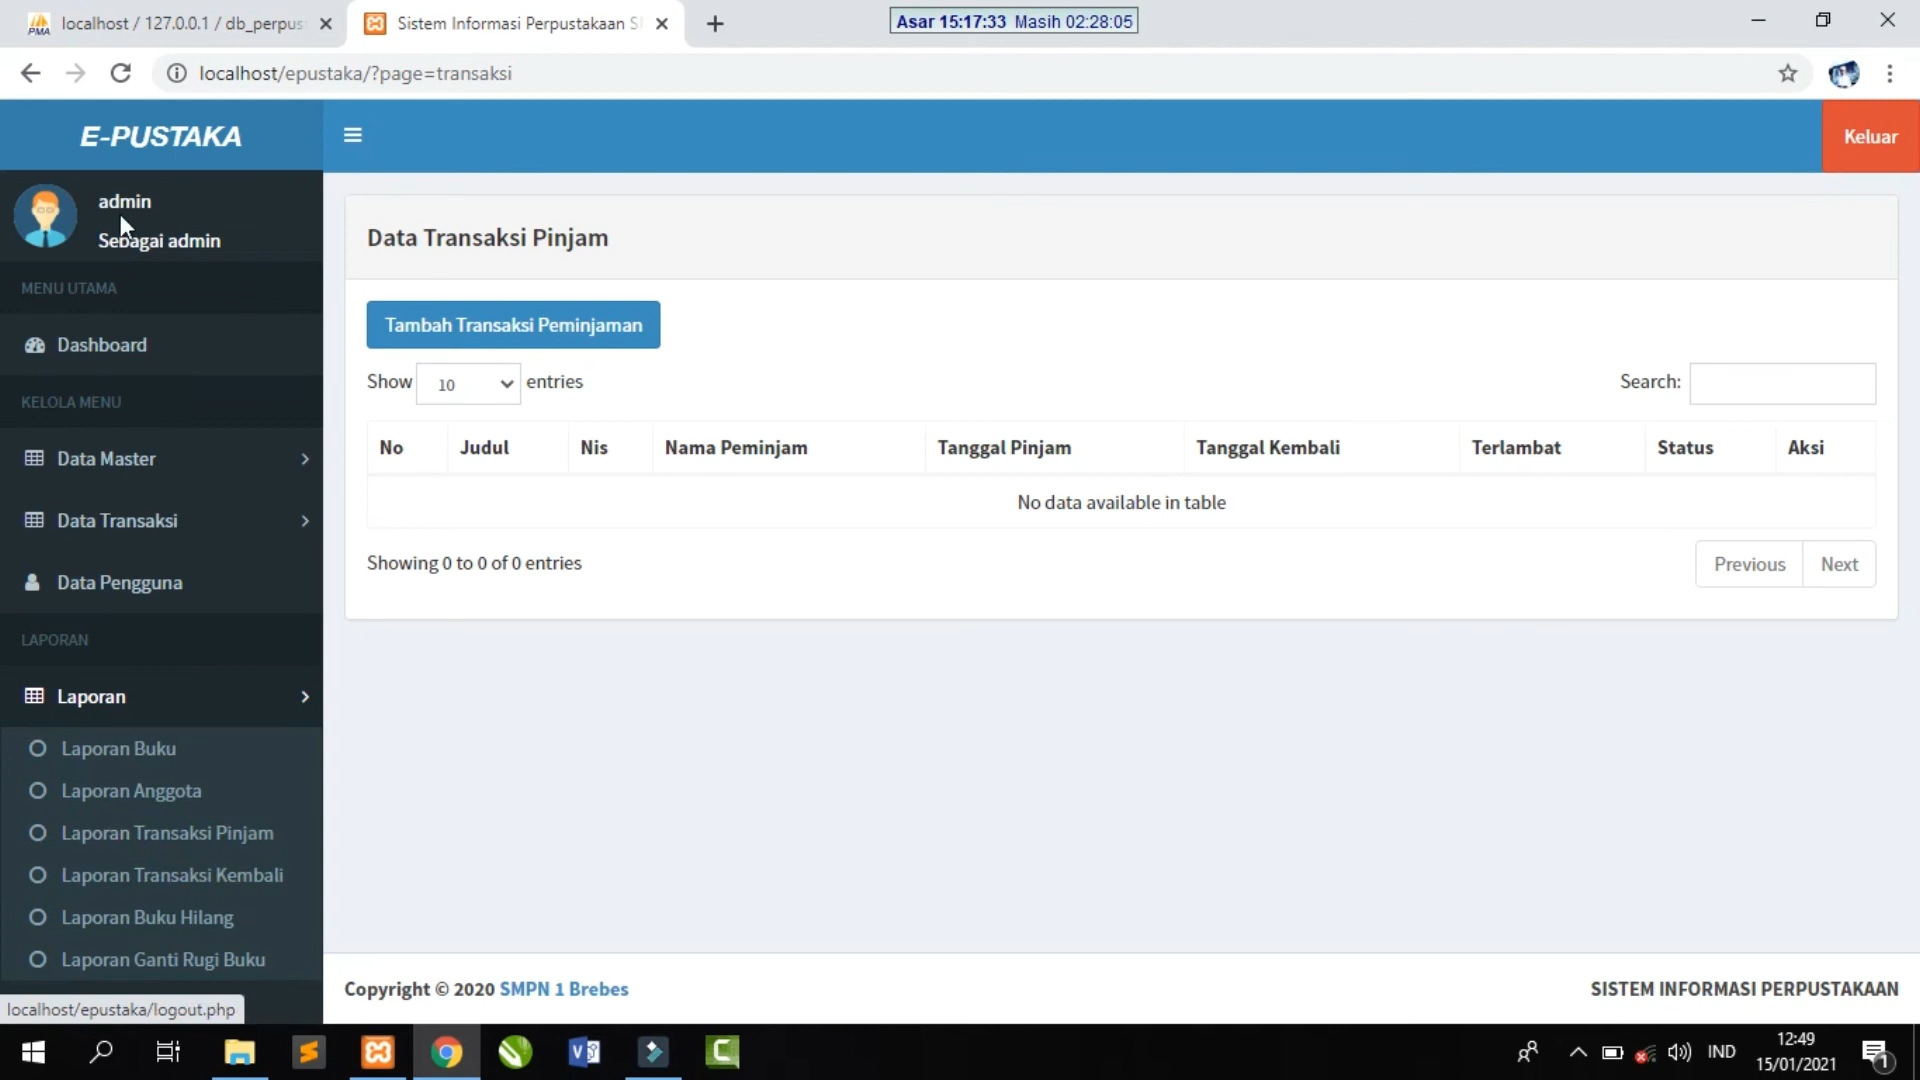 localhost / 127.0.0.1 / db_perpus
Sistem Informasi Perpustakaan S
Asar 15:17:33 Masih 02:28:05
localhost/epustaka/?page=transaksi
E-PUSTAKA
Keluar
admin
Sebagai admin
MENU UTAMA
Dashboard
KELOLA MENU
Data Master
Data Transaksi
Data Pengguna
LAPORAN
Laporan
Laporan Buku
Laporan Anggota
Laporan Transaksi Pinjam
Laporan Transaksi Kembali
Laporan Buku Hilang
Laporan Ganti Rugi Buku
Data Transaksi Pinjam
Tambah Transaksi Peminjaman
Show 10 entries
Search:
No Judul Nis Nama Peminjam Tanggal Pinjam Tanggal Kembali Terlambat Status Aksi
No data available in table
Showing 0 to 0 of 0 entries
Previous Next
Copyright © 2020 SMPN 1 Brebes
SISTEM INFORMASI PERPUSTAKAAN
localhost/epustaka/logout.php
IND
12:49
15/01/2021
1